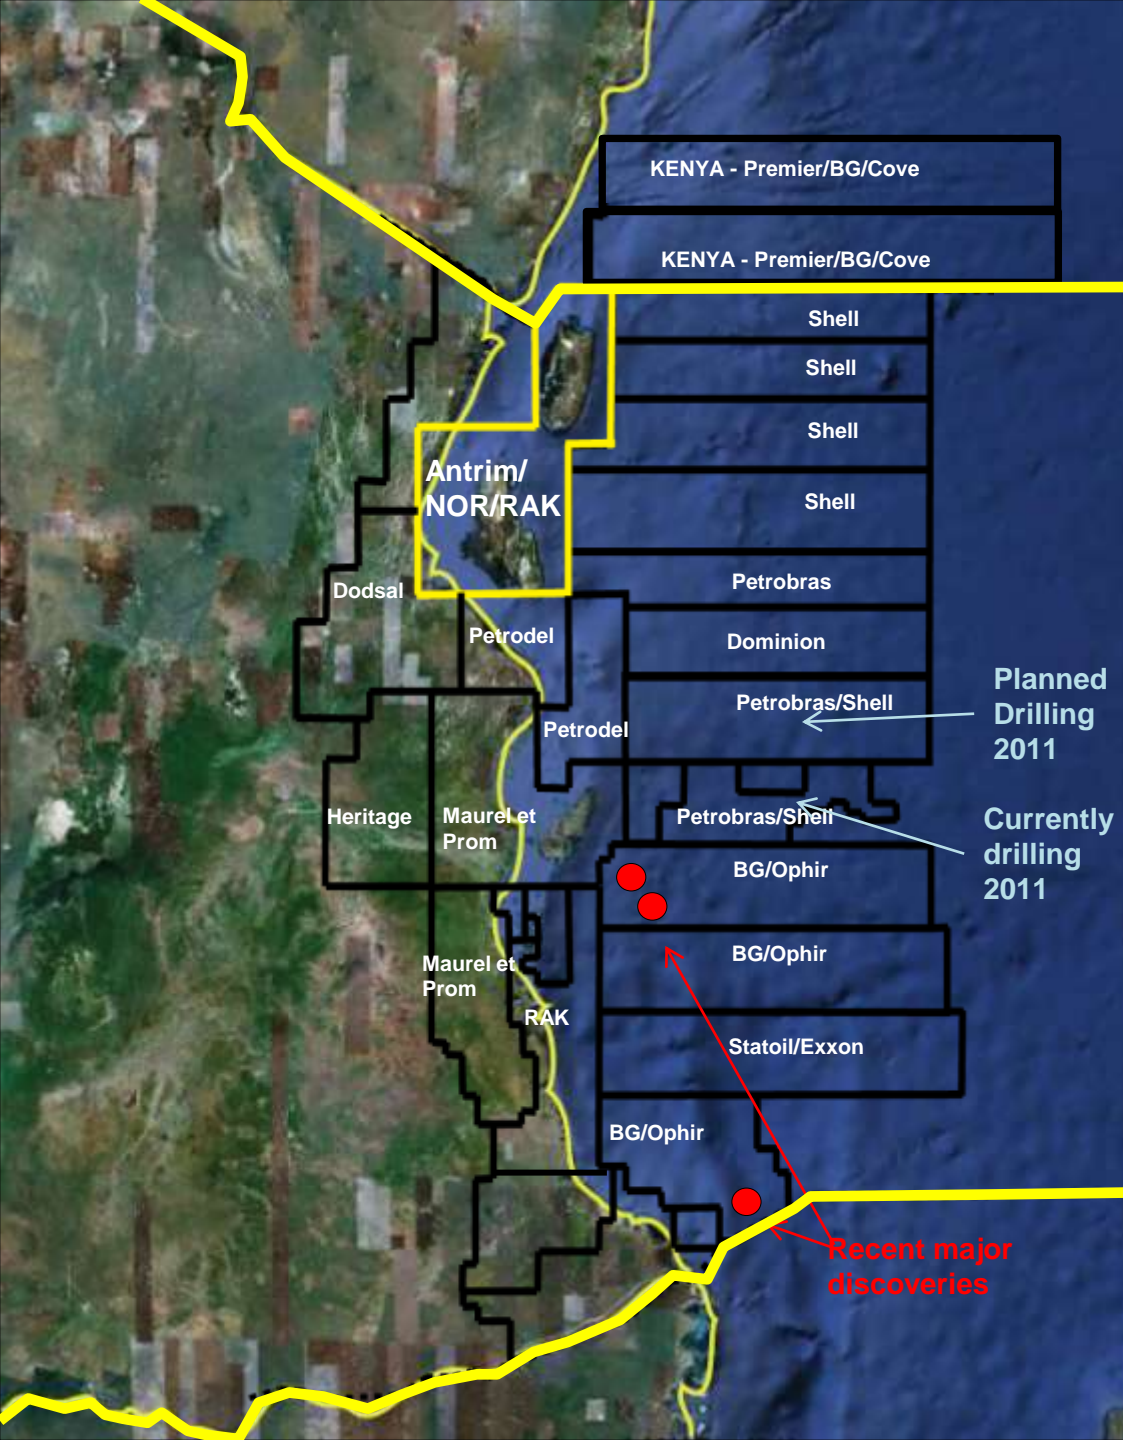 KENYA - Premier/BG/Cove
KENYA - Premier/BG/Cove
Shell
Shell
Shell
Antrim/
NOR/RAK
Shell
Petrobras
Dodsal
Petrodel
Dominion
Planned
Drilling
2011
Petrobras/Shell
Petrodel
Heritage
Maurel et
Prom
Petrobras/Shell
Currently
drilling
2011
BG/Ophir
BG/Ophir
Maurel et
Prom
RAK
Statoil/Exxon
BG/Ophir
Recent major
discoveries